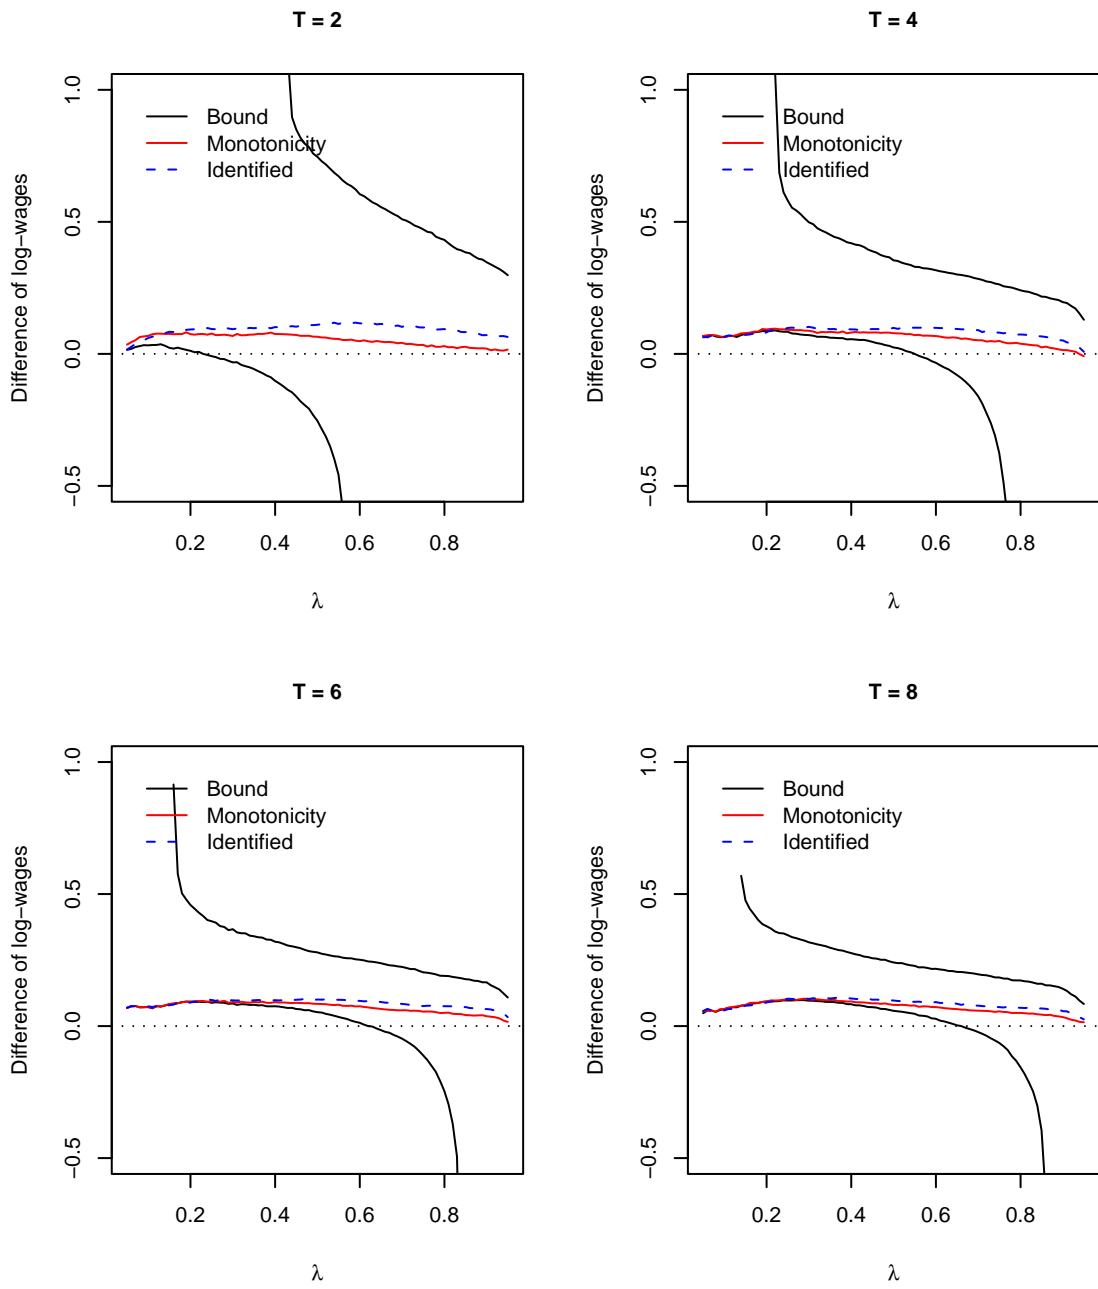 T = 2
1.0
0.5
0.0
−0.5
Difference of log−wages
Bound
Monotonicity
Identified
0.2 0.4 0.6 0.8
λ
T = 4
1.0
0.5
0.0
−0.5
Difference of log−wages
Bound
Monotonicity
Identified
0.2 0.4 0.6 0.8
λ
T = 6
1.0
0.5
0.0
−0.5
Difference of log−wages
Bound
Monotonicity
Identified
0.2 0.4 0.6 0.8
λ
T = 8
1.0
0.5
0.0
−0.5
Difference of log−wages
Bound
Monotonicity
Identified
0.2 0.4 0.6 0.8
λ